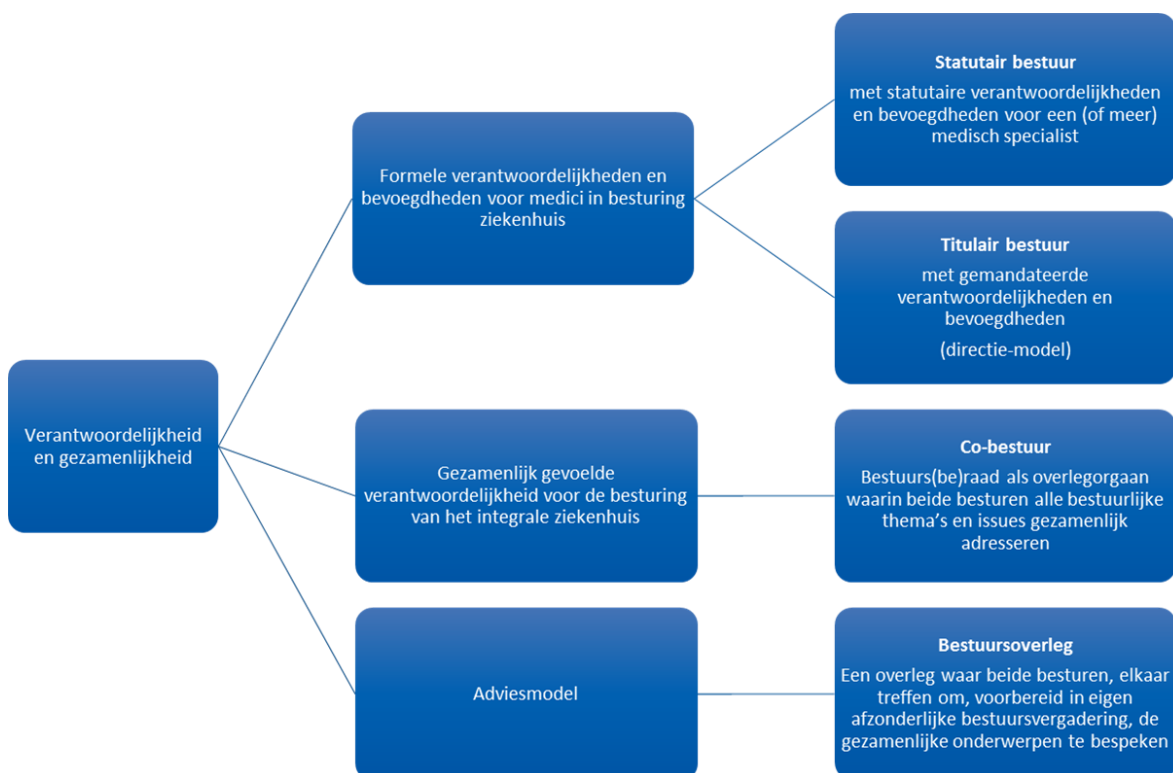 Verantwoordelijkheid
en gezamenlijkheid
Formele verantwoordelijkheden en
bevoegdheden voor medici in besturing
ziekenhuis
Statutair bestuur
met statutaire verantwoordelijkheden
en bevoegdheden voor een (of meer)
medisch specialist
Titulair bestuur
met gemandateerde
verantwoordelijkheden en
bevoegdheden
(directie-model)
Gezamenlijk gevoelde
verantwoordelijkheid voor de besturing
van het integrale ziekenhuis
Co-bestuur
Bestuurs(be)raad als overlegorgaan
waarin beide besturen alle bestuurlijke
thema's en issues gezamenlijk
adresseren
Adviesmodel
Bestuursoverleg
Een overleg waar beide besturen, elkaar
treffen om, voorbereid in eigen
afzonderlijke bestuursvergadering, de
gezamenlijke onderwerpen te bespeken